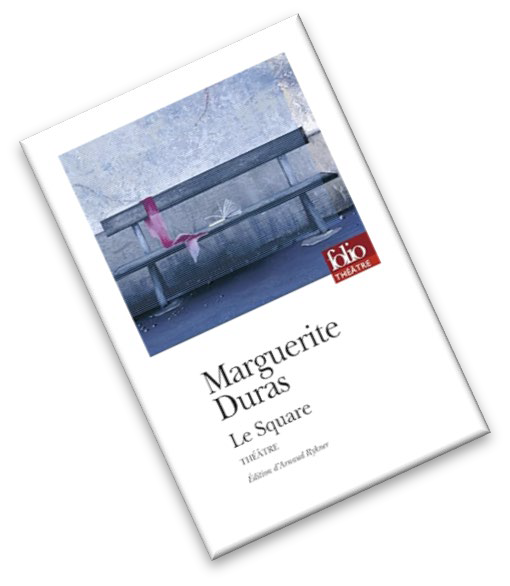 folio
THÉÂTRE
Marguerite
Duras
Le Square
THÉÂTRE
Édition d'Arnaud Rykner